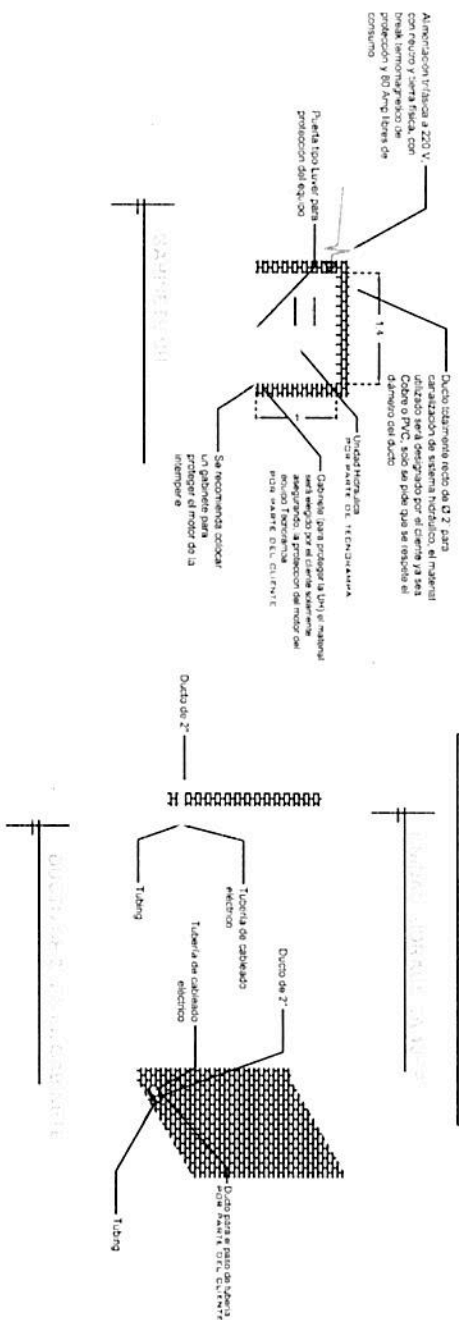 Alimentación trifásica a 220 V.
con neutro y tierra física, con
break termomagnetico de
protección y 80 Amp libres de
consumo
Puerta tipo Luver para
protección del equipo
Ducto totalmente recto de Ø 2" para
canalización de sistema hidráulico, el material
utilizado será designado por el cliente ya sea
Cobre o PVC, solo se pide que se respete el
diámetro del ducto
1.4
1
Unidad Hidraulica
POR PARTE DE TECNORAMPA
Gabinete (para proteger la UH) el material
será elegido por el cliente solamente
asegurando, la protección del motor del
equipo Tecnorampa
POR PARTE DEL CLIENTE
Se recomienda colocar
un gabinete para
proteger el motor de la
intemperie
Ducto de 2"
Tubería de cableado
eléctrico
Tubing
Ducto de 2"
Tubería de cableado
eléctrico
Ducto para el paso de tubería
POR PARTE DEL CLIENTE
Tubing